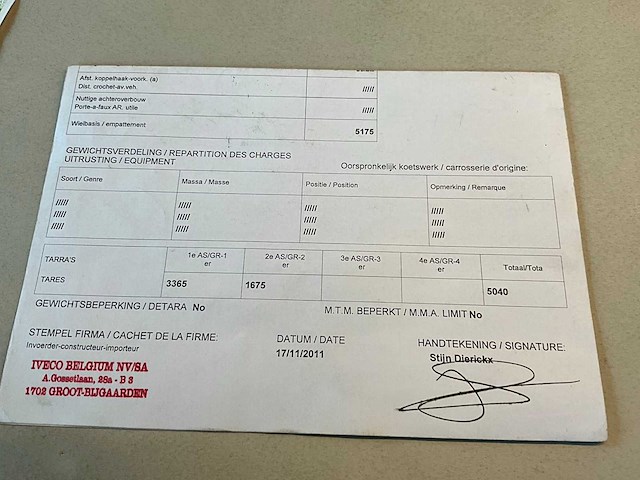 Afst. koppelhaak-voork. (a)
Dist. crochet-av.veh. /////
Nuttige achteroverbouw
Porte-a-faux AR. utile /////
Wielbasis / empattement 5175
GEWICHTSVERDELING / REPARTITION DES CHARGES
UITRUSTING / EQUIPMENT Oorspronkelijk koetswerk / carrosserie d'origine:
Soort / Genre Massa / Masse Positie / Position Opmerking / Remarque
///// ///// ///// /////
///// ///// ///// /////
///// ///// ///// /////
TARRA'S 1e AS/GR-1 2e AS/GR-2 3e AS/GR-3 4e AS/GR-4 Totaal/Tota
er er er er
TARES 3365 1675 5040
GEWICHTSBEPERKING / DETARA No M.T.M. BEPERKT / M.M.A. LIMIT No
STEMPEL FIRMA / CACHET DE LA FIRME: DATUM / DATE HANDTEKENING / SIGNATURE:
Invoerder-constructeur-importeur 17/11/2011 Stijn Dierickx
IVECO BELGIUM NV/SA
A.Gossetlaan, 28a - B 3
1702 GROOT-BIJGAARDEN